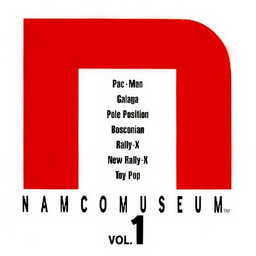 Pac-Man
Galaga
Pole Position
Bosconian
Rally-X
New Rally-X
Toy Pop
NAMCOMUSEUM™
VOL.1